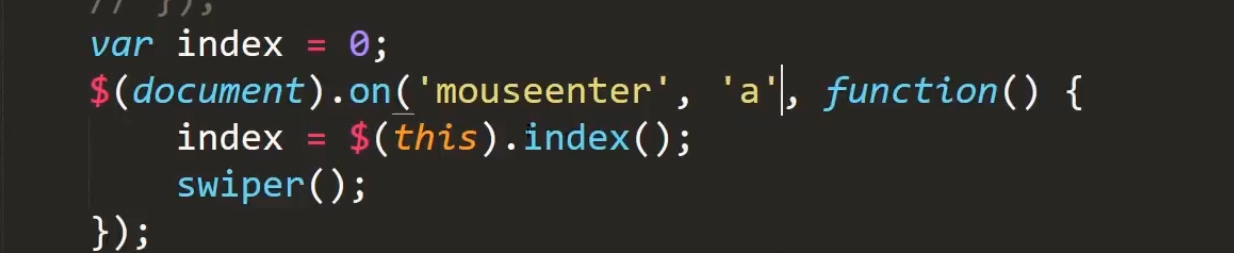 // });
var index = 0;
$(document).on('mouseenter', 'a', function() {
    index = $(this).index();
    swiper();
});